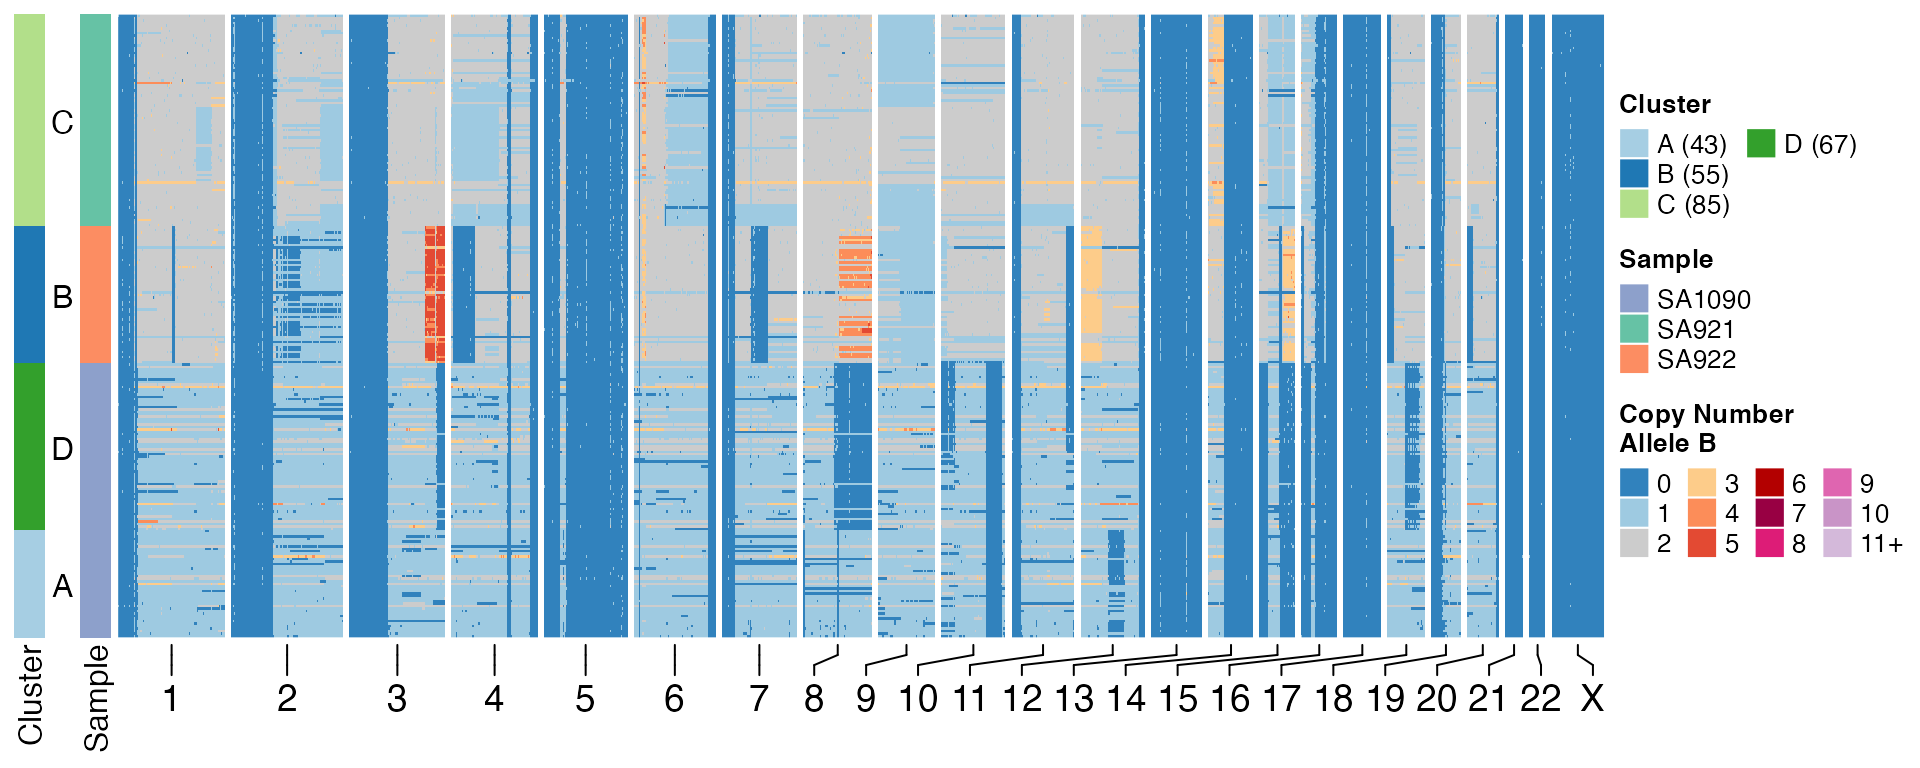 C
B
D
A
Cluster
Sample
1 2 3 4 5 6 7 8 9 10 11 12 13 14 15 16 17 18 19 20 21 22 X
Cluster
A (43) D (67)
B (55)
C (85)
Sample
SA1090
SA921
SA922
Copy Number
Allele B
0 3 6 9
1 4 7 10
2 5 8 11+